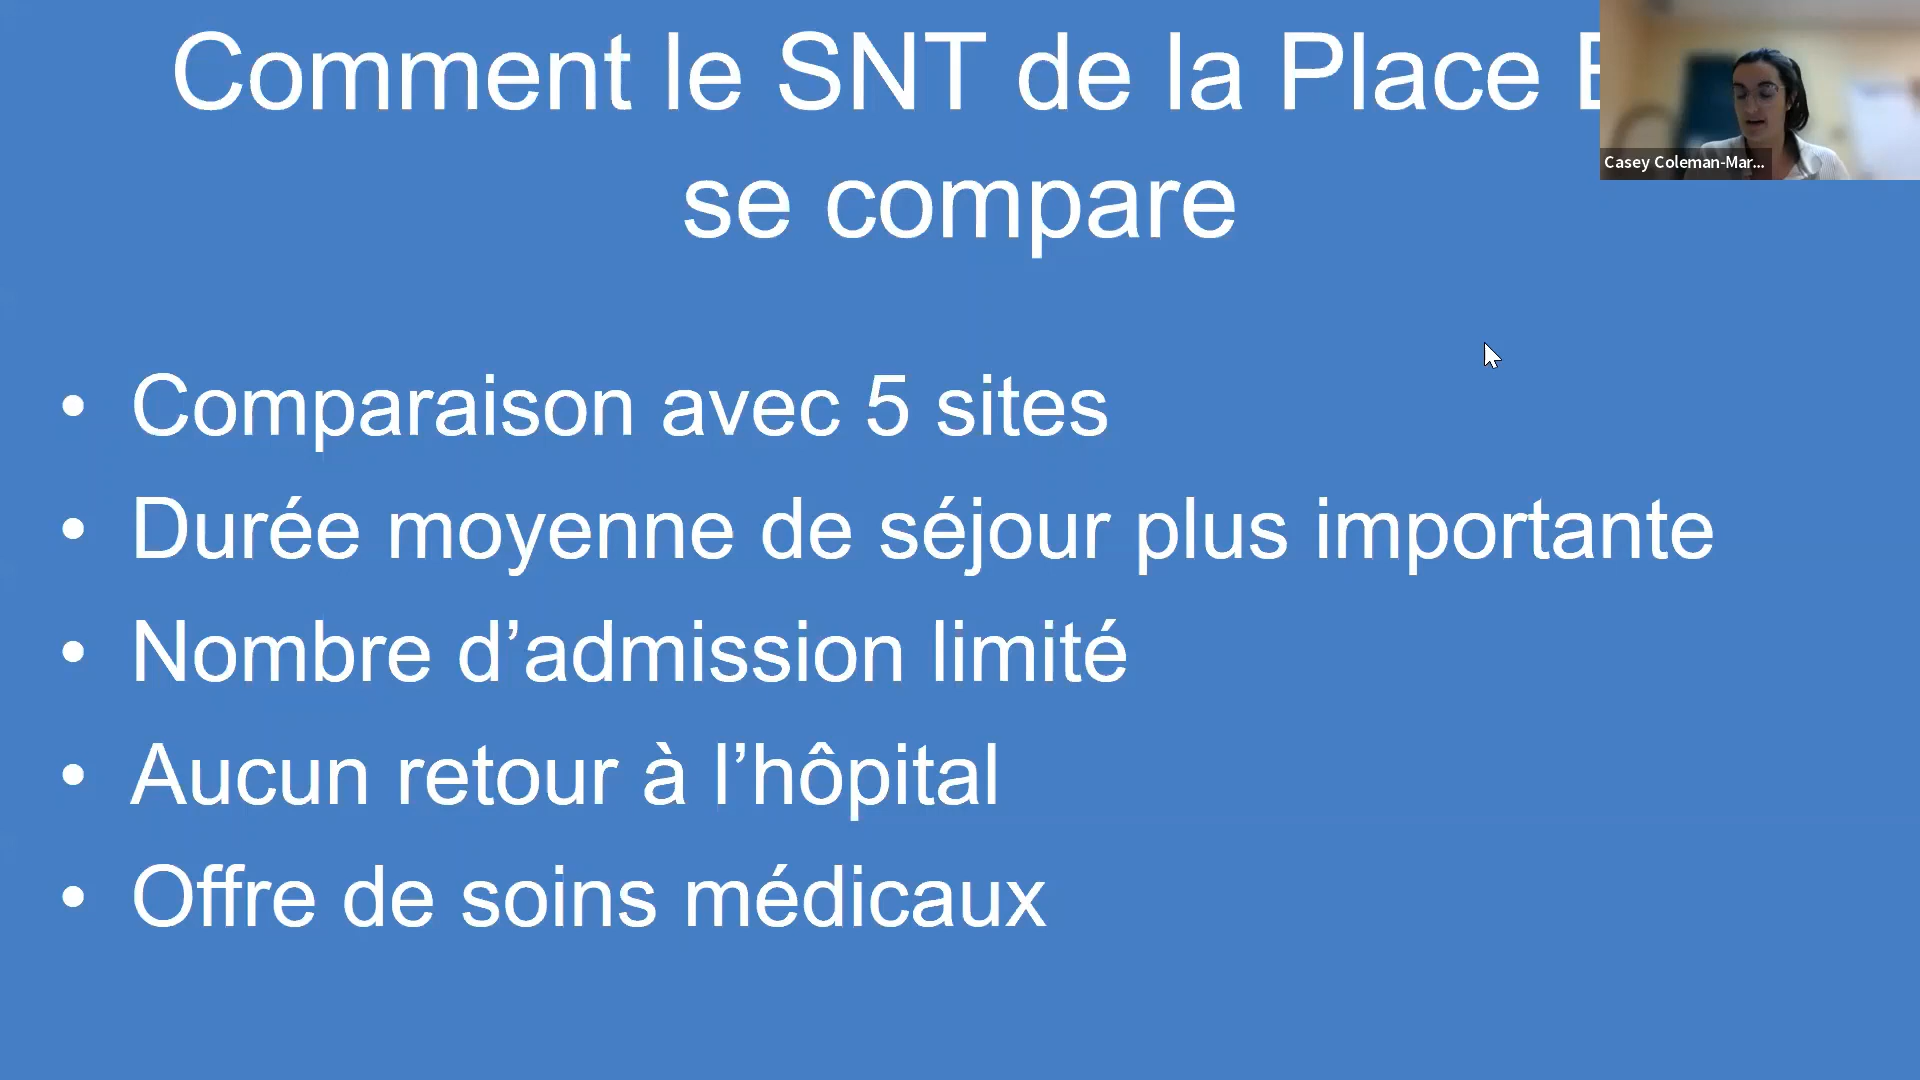 Comment le SNT de la Place
se compare
Casey Coleman-Mar...
• Comparaison avec 5 sites
• Durée moyenne de séjour plus importante
• Nombre d’admission limité
• Aucun retour à l’hôpital
• Offre de soins médicaux